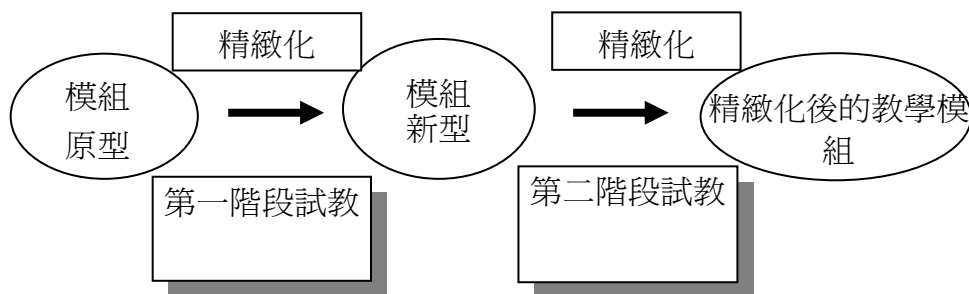 精緻化
精緻化
模組
原型
模組
新型
精緻化後的教學模
組
第一階段試教
第二階段試教